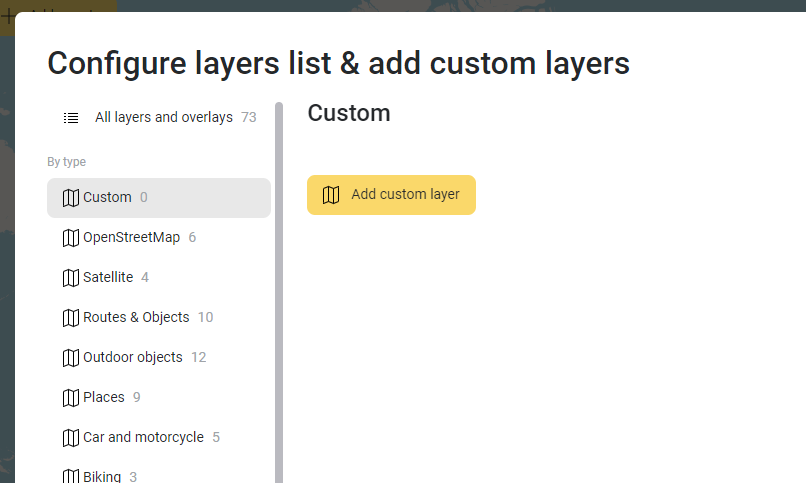 Configure layers list & add custom layers
All layers and overlays 73
By type
Custom 0
OpenStreetMap 6
Satellite 4
Routes & Objects 10
Outdoor objects 12
Places 9
Car and motorcycle 5
Biking 3
Custom
Add custom layer